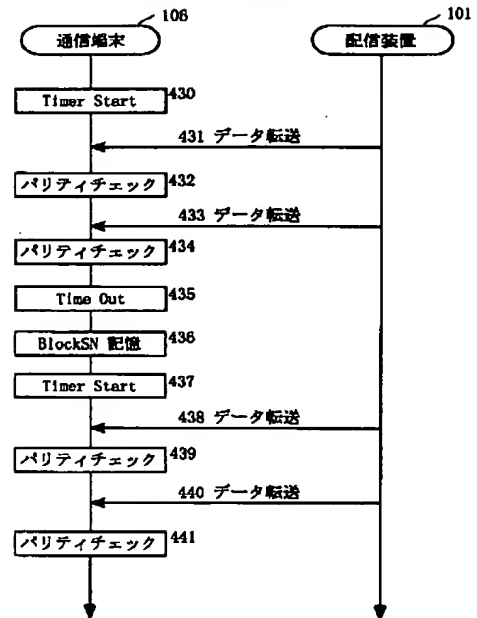 106
101
通信端末
配信装置
Timer Start 430
431 データ転送
パリティチェック 432
433 データ転送
パリティチェック 434
Time Out 435
BlockSN 記憶 436
Timer Start 437
438 データ転送
パリティチェック 439
440 データ転送
パリティチェック 441